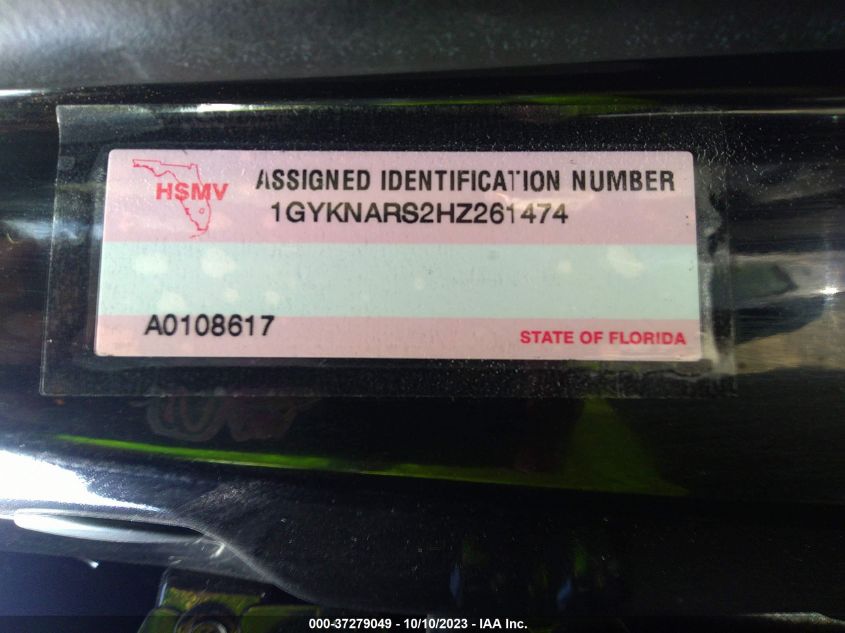 HSMV
ASSIGNED IDENTIFICATION NUMBER
1GYKNARS2HZ261474
A0108617
STATE OF FLORIDA
000-37279049 - 10/10/2023 - IAA Inc.